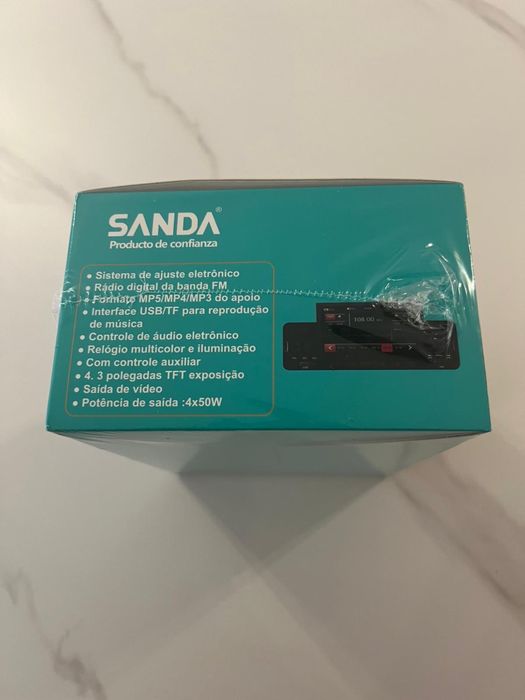 SANDA®
Producto de confianza
• Sistema de ajuste eletrônico
• Rádio digital da banda FM
• Formato MP5/MP4/MP3 do apoio
• Interface USB/TF para reprodução
de música
• Controle de áudio eletrônico
• Relógio multicolor e iluminação
• Com controle auxiliar
• 4. 3 polegadas TFT exposição
• Saída de vídeo
• Potência de saída :4x50W
108.00